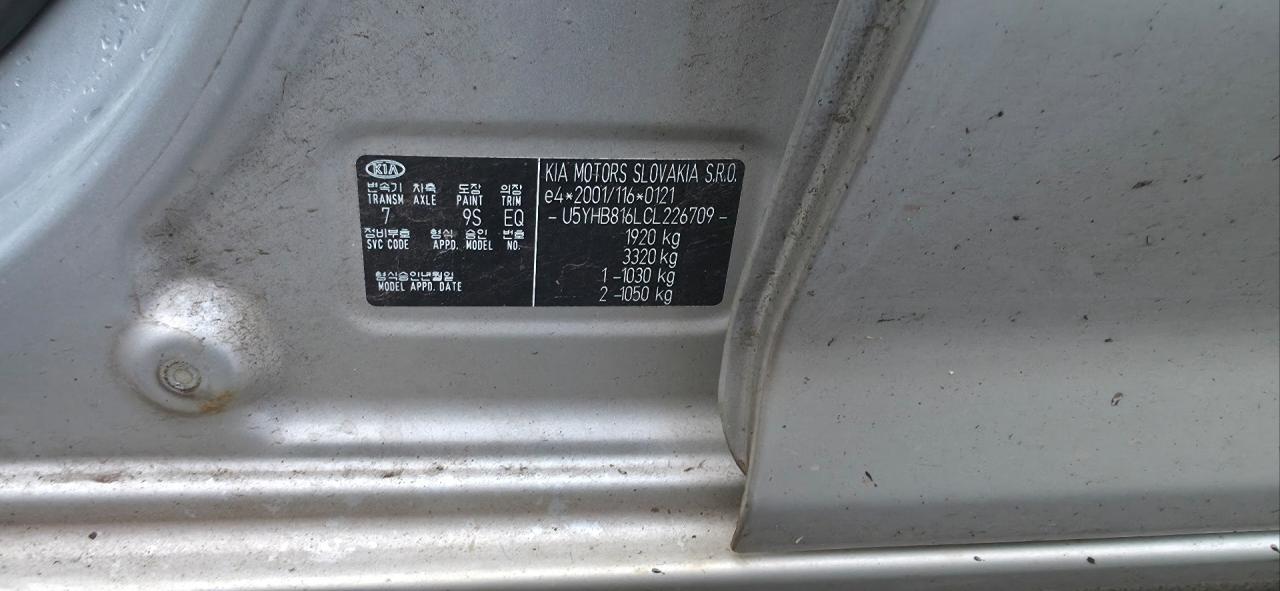 KIA
변속기 차축 도장 의장
TRANSM AXLE PAINT TRIM
7 9S EQ
정비부호 형식 승인 번호
SVC CODE APPD. MODEL NO.
형식승인년월일
MODEL APPD. DATE
KIA MOTORS SLOVAKIA S.R.O.
e4*2001/116*0121
- U5YHB816LCL226709 -
1920 kg
3320 kg
1 -1030 kg
2 -1050 kg